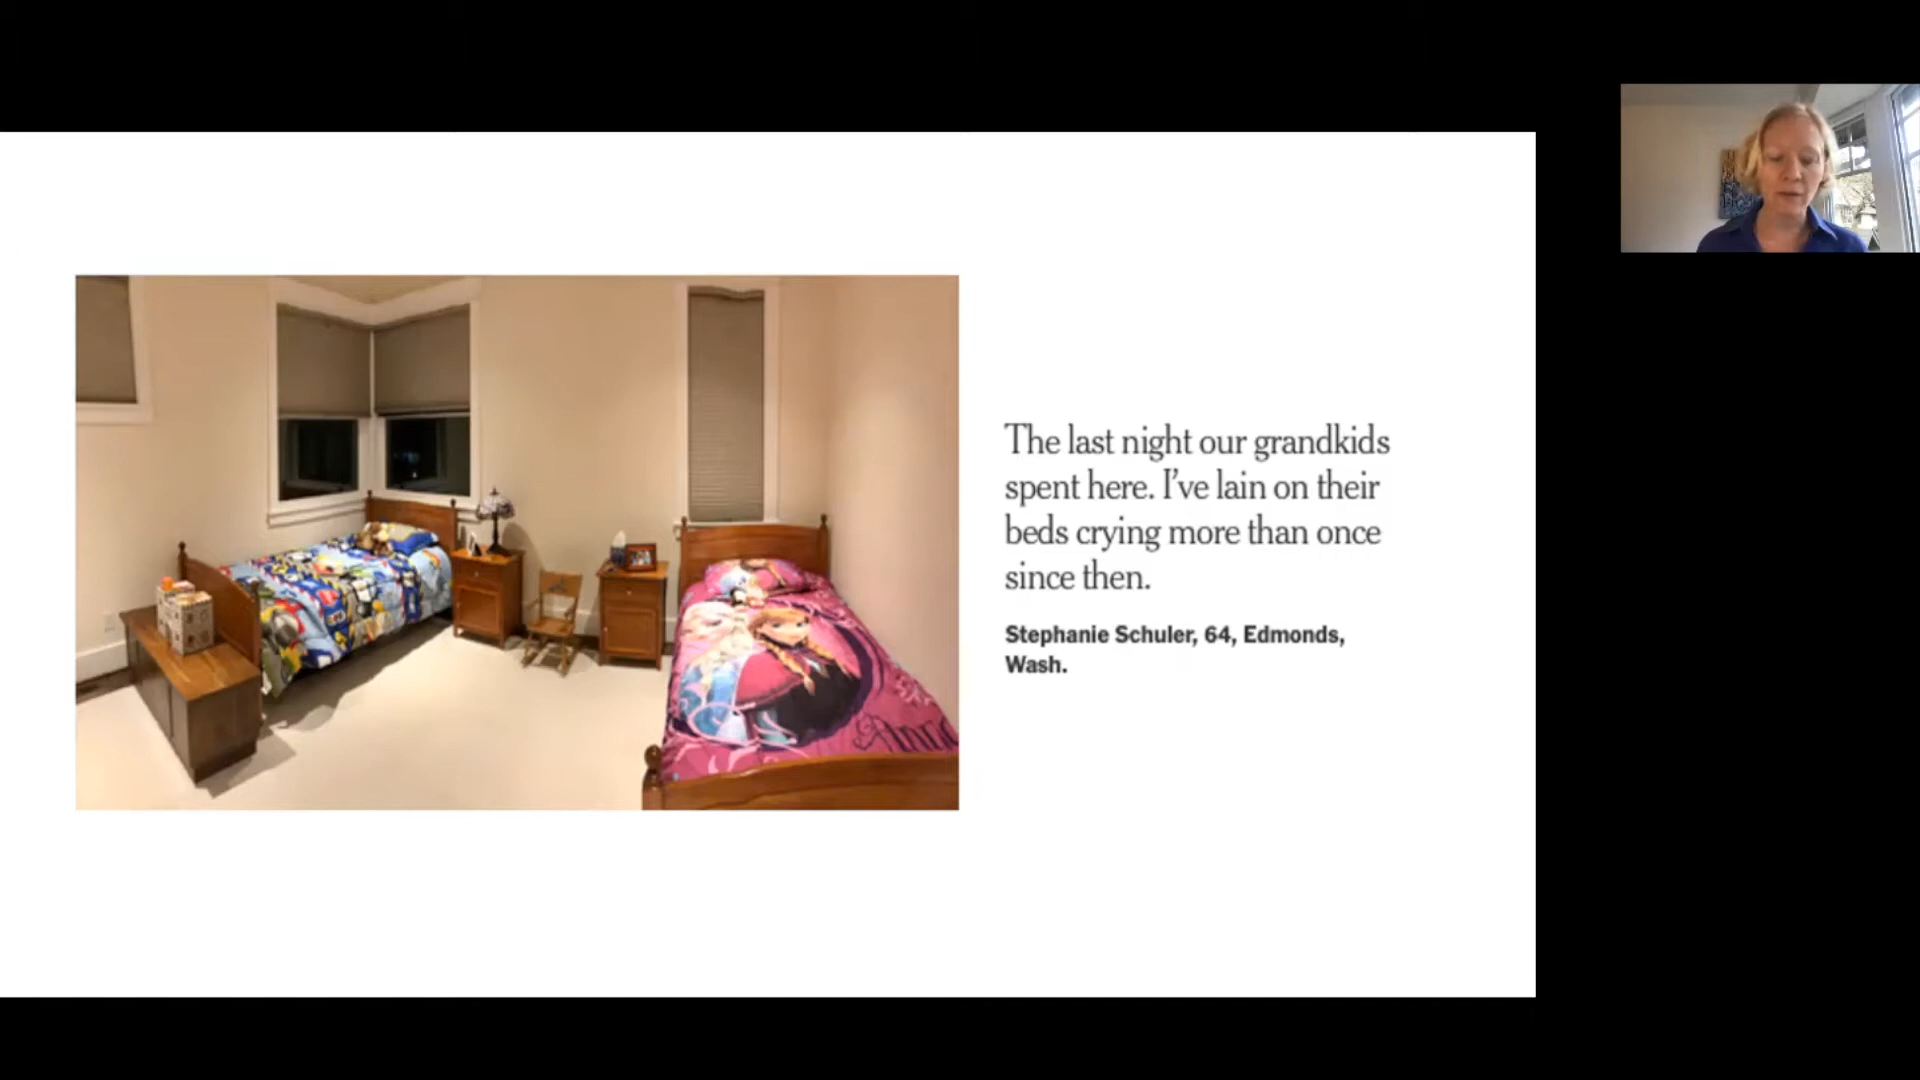 The last night our grandkids
spent here. I've lain on their
beds crying more than once
since then.
Stephanie Schuler, 64, Edmonds,
Wash.
Anna